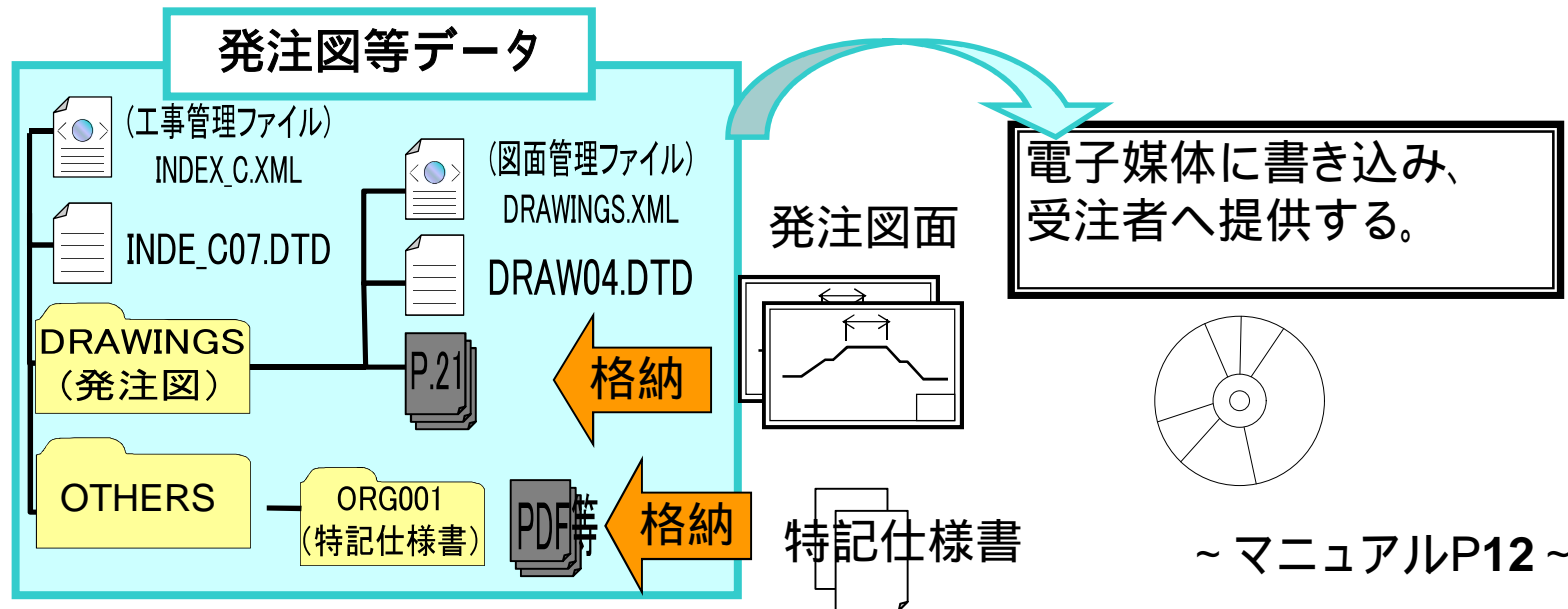 発注図等データ
(工事管理ファイル)
INDEX_C.XML
INDE_C07.DTD
DRAWINGS
(発注図)
OTHERS
(図面管理ファイル)
DRAWINGS.XML
DRAW04.DTD
P.21
格納
発注図面
ORG001
(特記仕様書)
PDF等
格納
特記仕様書
電子媒体に書き込み、
受注者へ提供する。
~マニュアルP12~